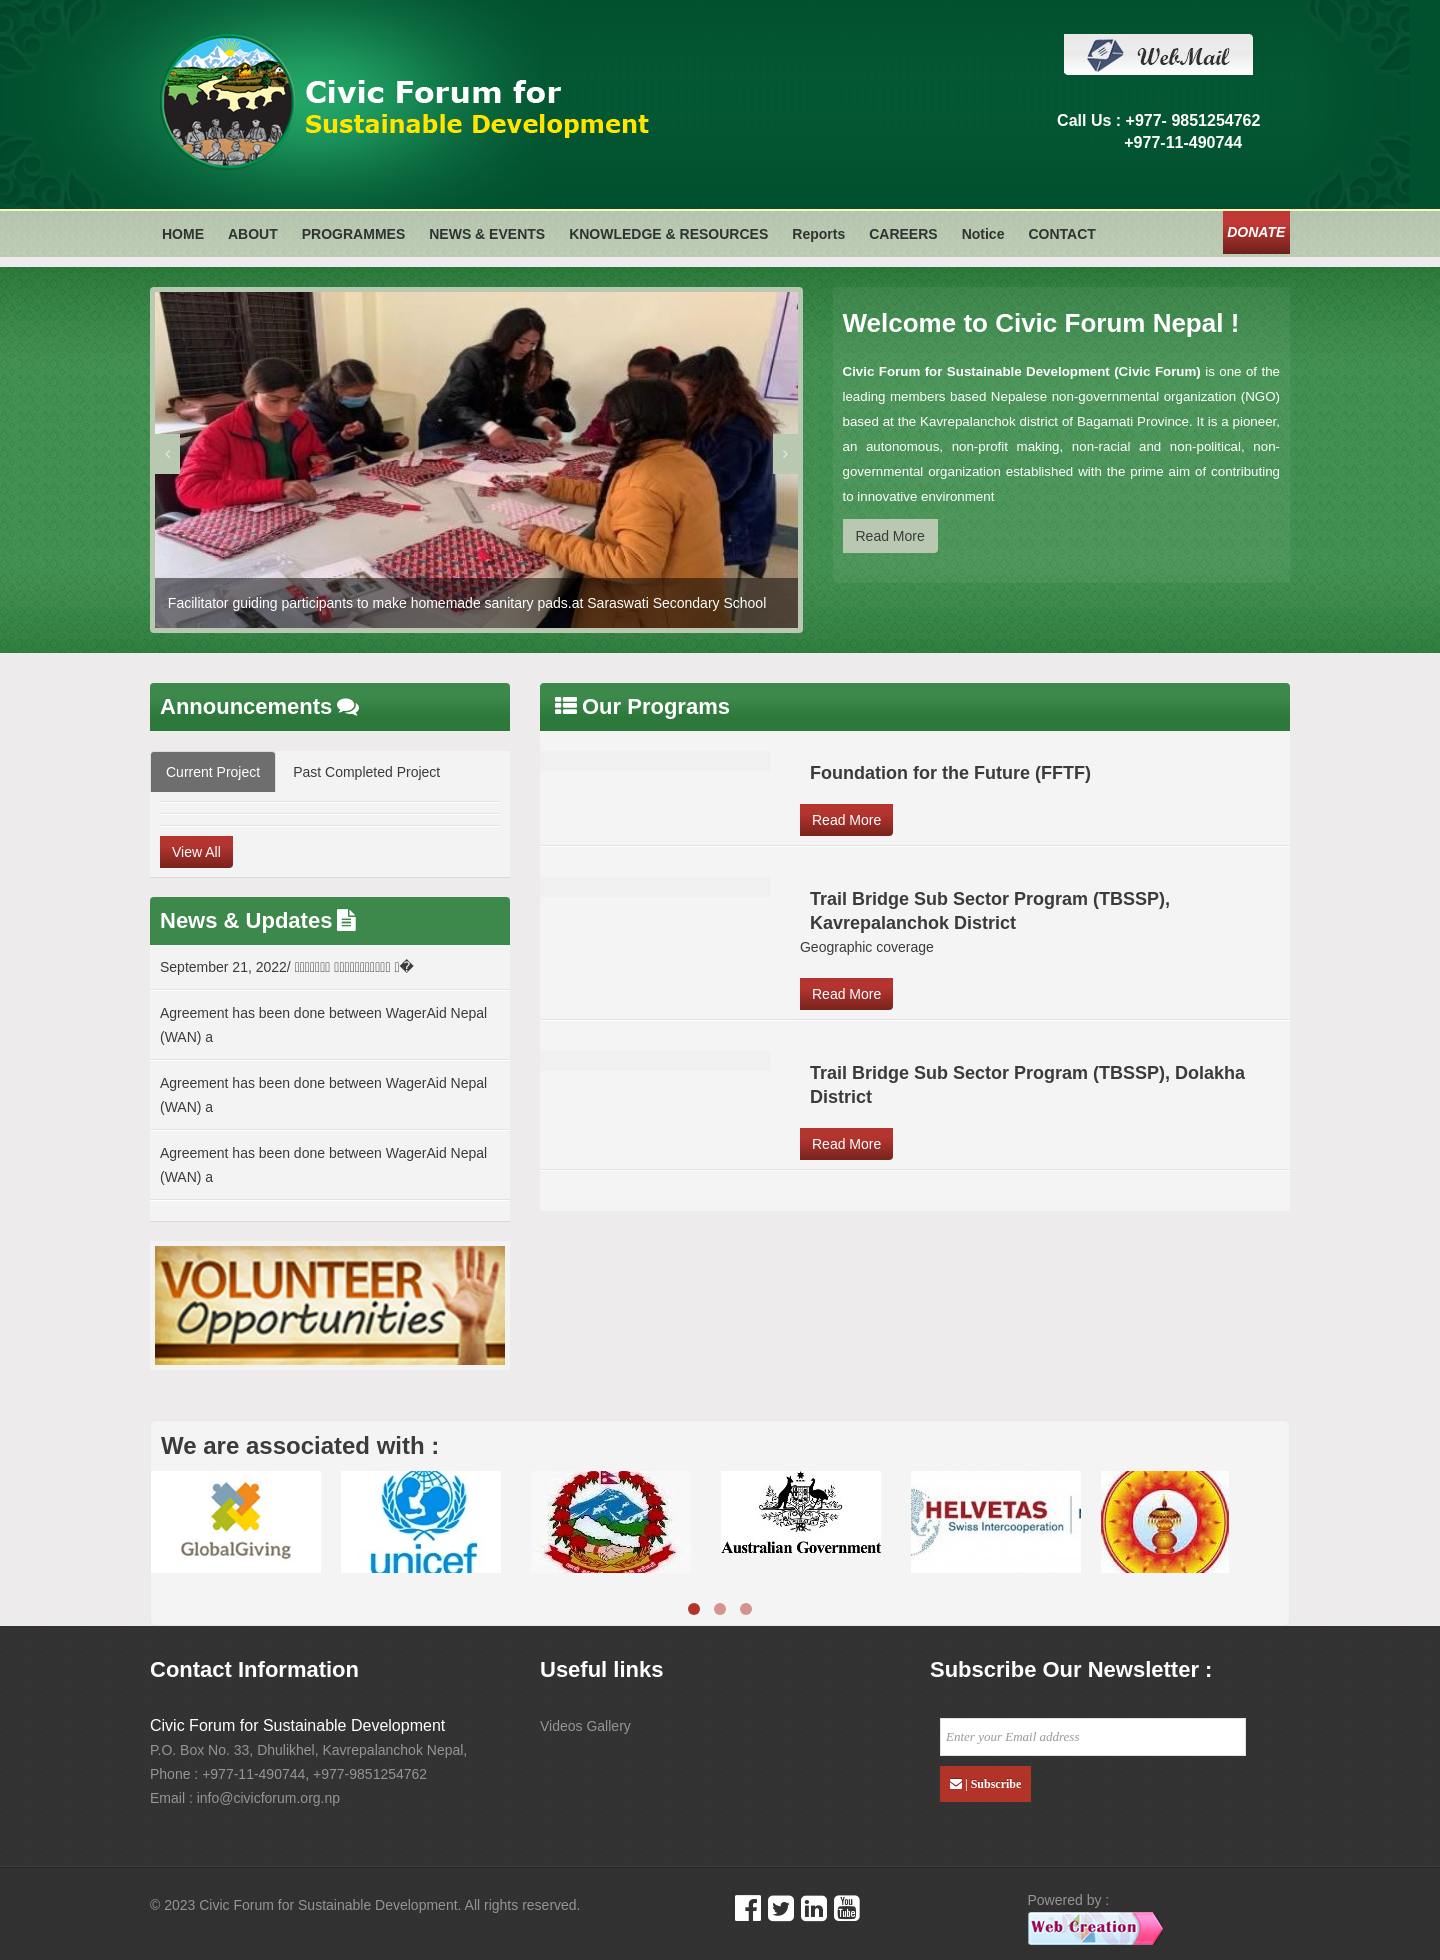 Civic Forum for
Sustainable Development
WebMail
Call Us : +977- 9851254762
+977-11-490744
HOME ABOUT PROGRAMMES NEWS & EVENTS KNOWLEDGE & RESOURCES Reports CAREERS Notice CONTACT DONATE
Facilitator guiding participants to make homemade sanitary pads.at Saraswati Secondary School
Welcome to Civic Forum Nepal !
Civic Forum for Sustainable Development (Civic Forum) is one of the
leading members based Nepalese non-governmental organization (NGO)
based at the Kavrepalanchok district of Bagamati Province. It is a pioneer,
an autonomous, non-profit making, non-racial and non-political, non-
governmental organization established with the prime aim of contributing
to innovative environment
Read More
Announcements
Current Project Past Completed Project
View All
News & Updates
September 21, 2022/
Agreement has been done between WagerAid Nepal
(WAN) a
Agreement has been done between WagerAid Nepal
(WAN) a
Agreement has been done between WagerAid Nepal
(WAN) a
VOLUNTEER
Opportunities
Our Programs
Foundation for the Future (FFTF)
Read More
Trail Bridge Sub Sector Program (TBSSP),
Kavrepalanchok District
Geographic coverage
Read More
Trail Bridge Sub Sector Program (TBSSP), Dolakha
District
Read More
We are associated with :
GlobalGiving
unicef
Australian Government
HELVETAS
Swiss Intercooperation
Contact Information
Civic Forum for Sustainable Development
P.O. Box No. 33, Dhulikhel, Kavrepalanchok Nepal,
Phone : +977-11-490744, +977-9851254762
Email : info@civicforum.org.np
Useful links
Videos Gallery
Subscribe Our Newsletter :
Enter your Email address
| Subscribe
© 2023 Civic Forum for Sustainable Development. All rights reserved.
You
Tube
Powered by :
Web Creation